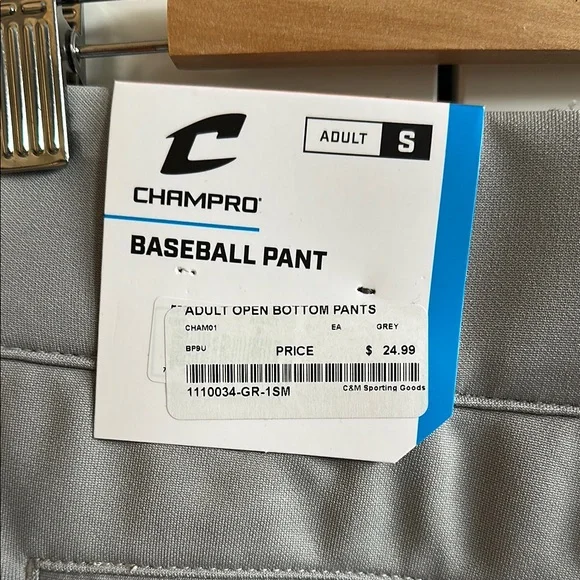 ADULT S
CHAMPRO
BASEBALL PANT
ADULT OPEN BOTTOM PANTS
CHAM01 EA GREY
BP9U PRICE $ 24.99
1110034-GR-1SM C&M Sporting Goods